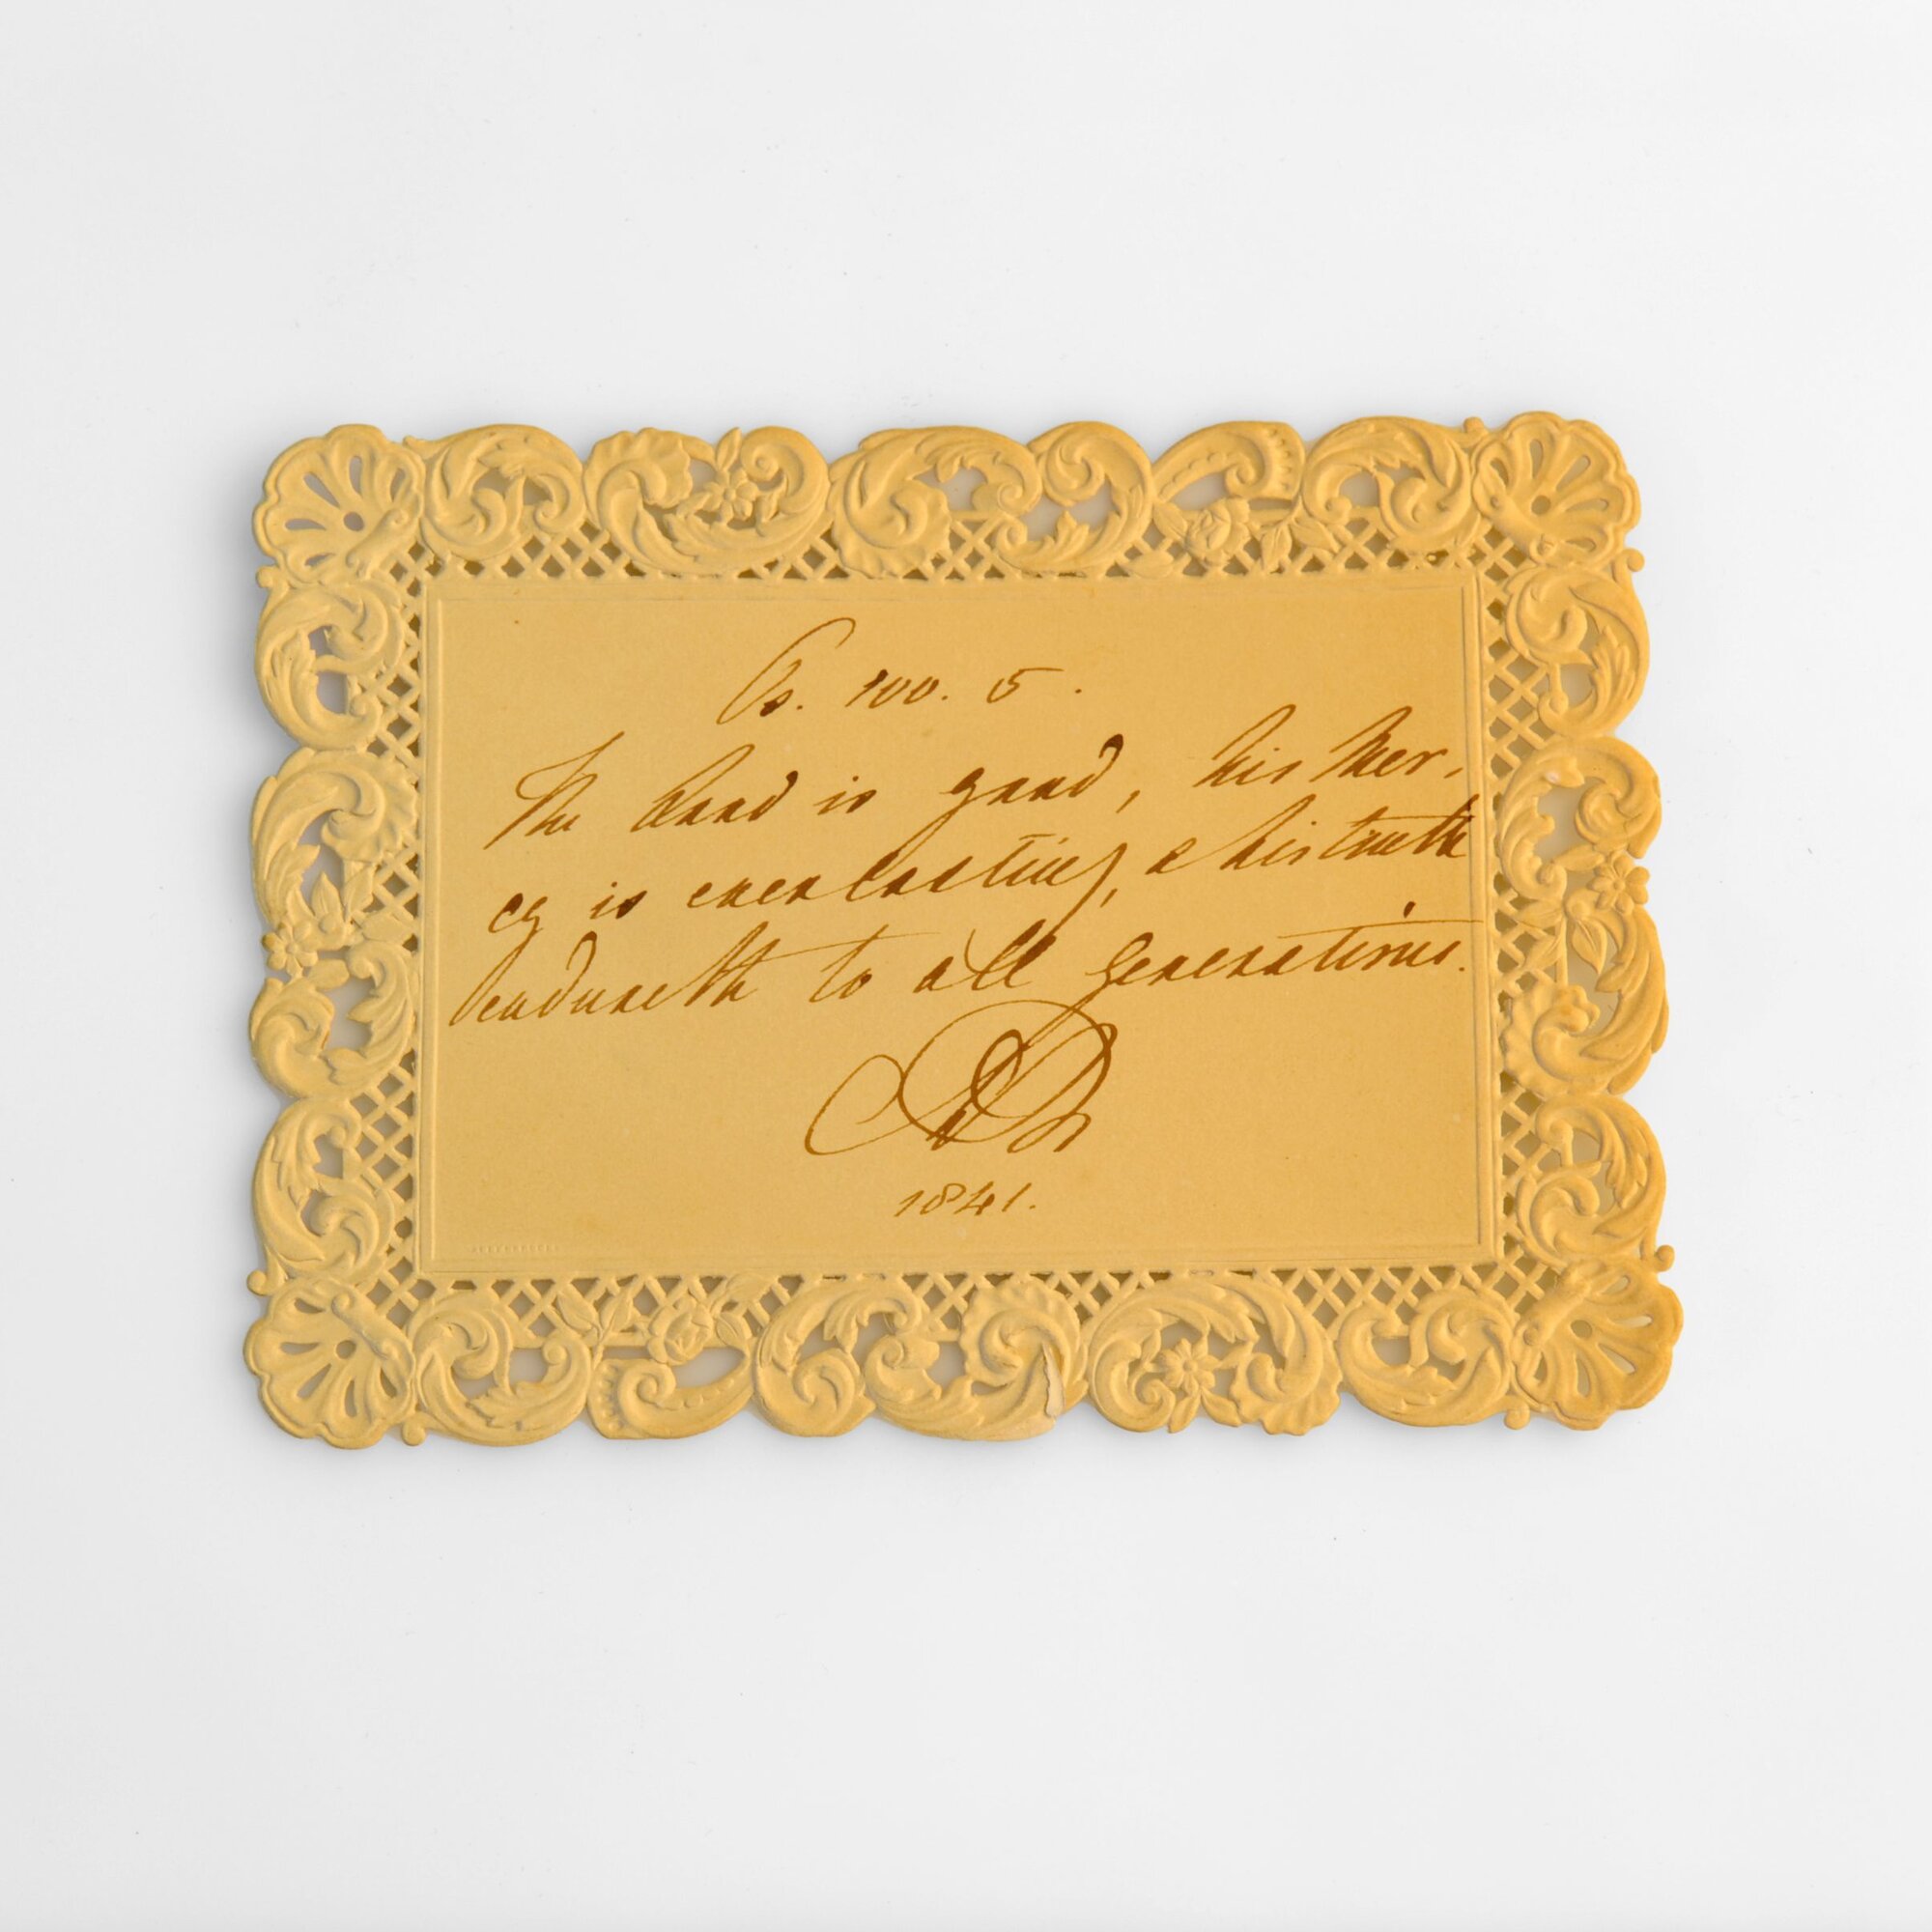 Ps. 100. 5.
The Lord is good, his mer-
cy is everlasting, & his truth
endureth to all generations.
1841.